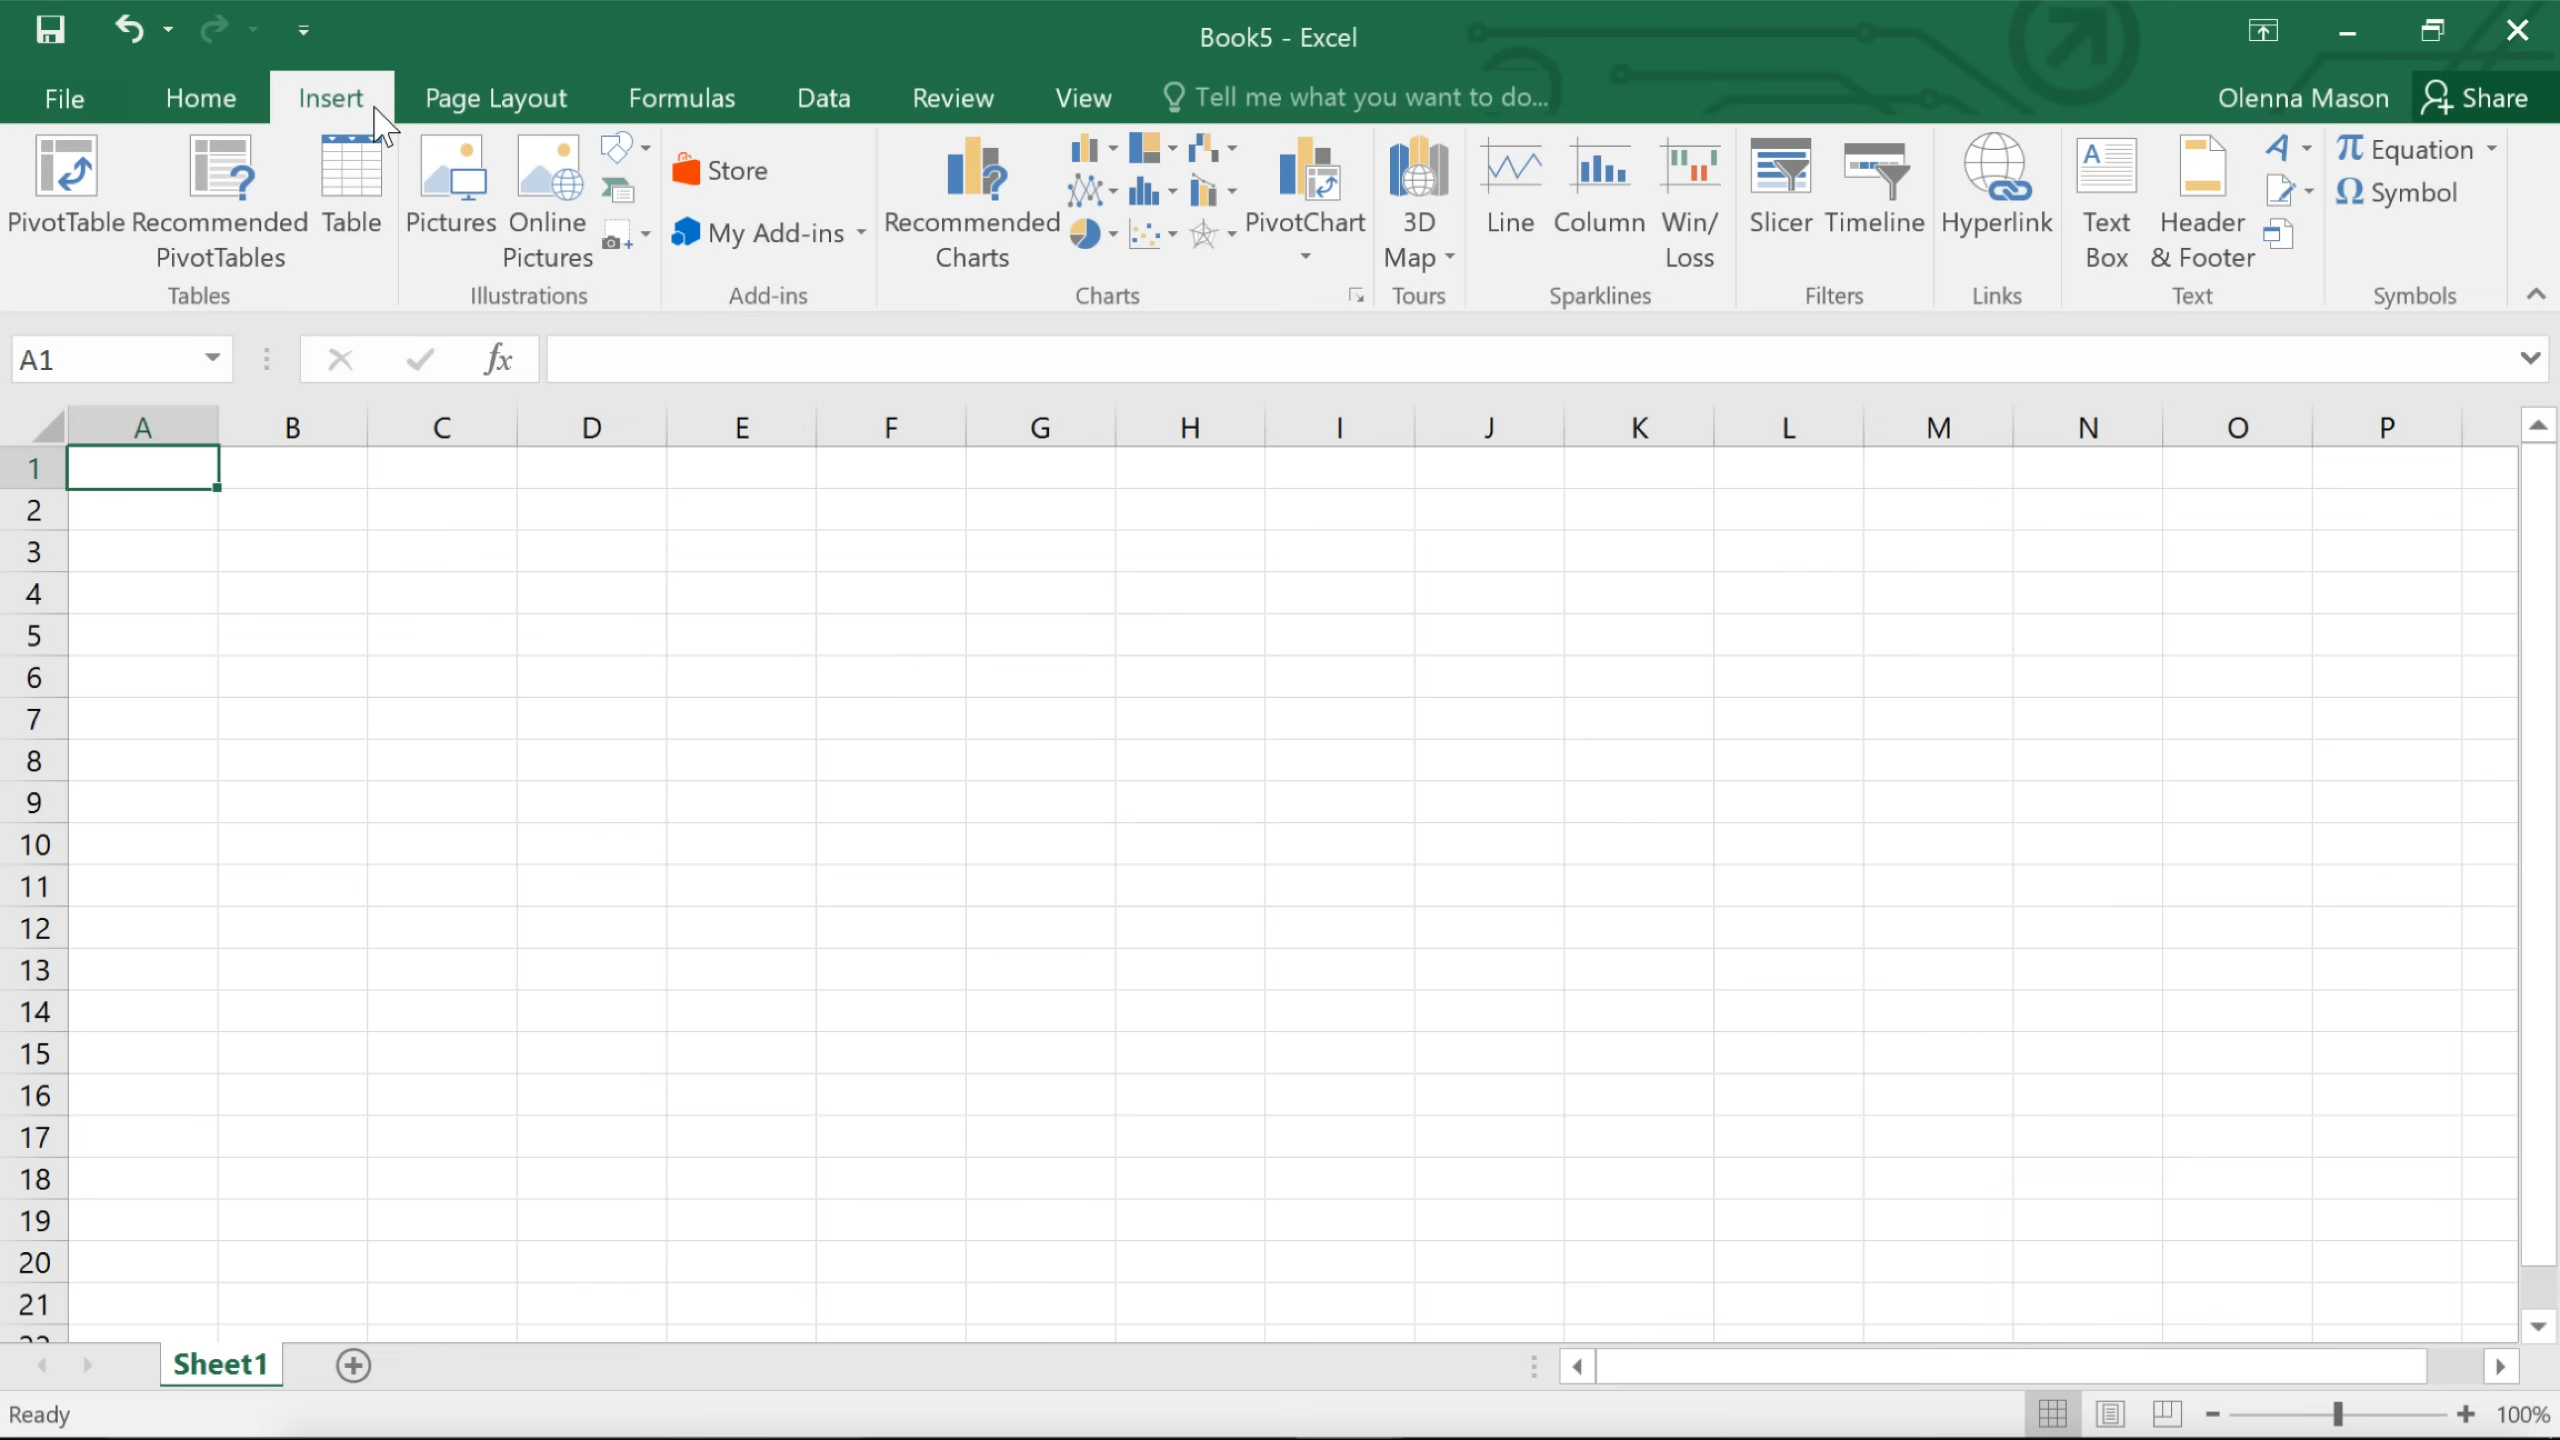 Book5 - Excel
File Home Insert Page Layout Formulas Data Review View Tell me what you want to do... Olenna Mason Share
PivotTable
Recommended
PivotTables
Table
Tables
Pictures
Online
Pictures
Illustrations
Store
My Add-ins
Add-ins
Recommended
Charts
PivotChart
Charts
3D
Map
Tours
Line
Column
Win/
Loss
Sparklines
Slicer
Timeline
Filters
Hyperlink
Links
Text
Box
Header
& Footer
Text
Equation
Symbol
Symbols
A1
fx
A B C D E F G H I J K L M N O P
1
2
3
4
5
6
7
8
9
10
11
12
13
14
15
16
17
18
19
20
21
Sheet1
Ready
100%